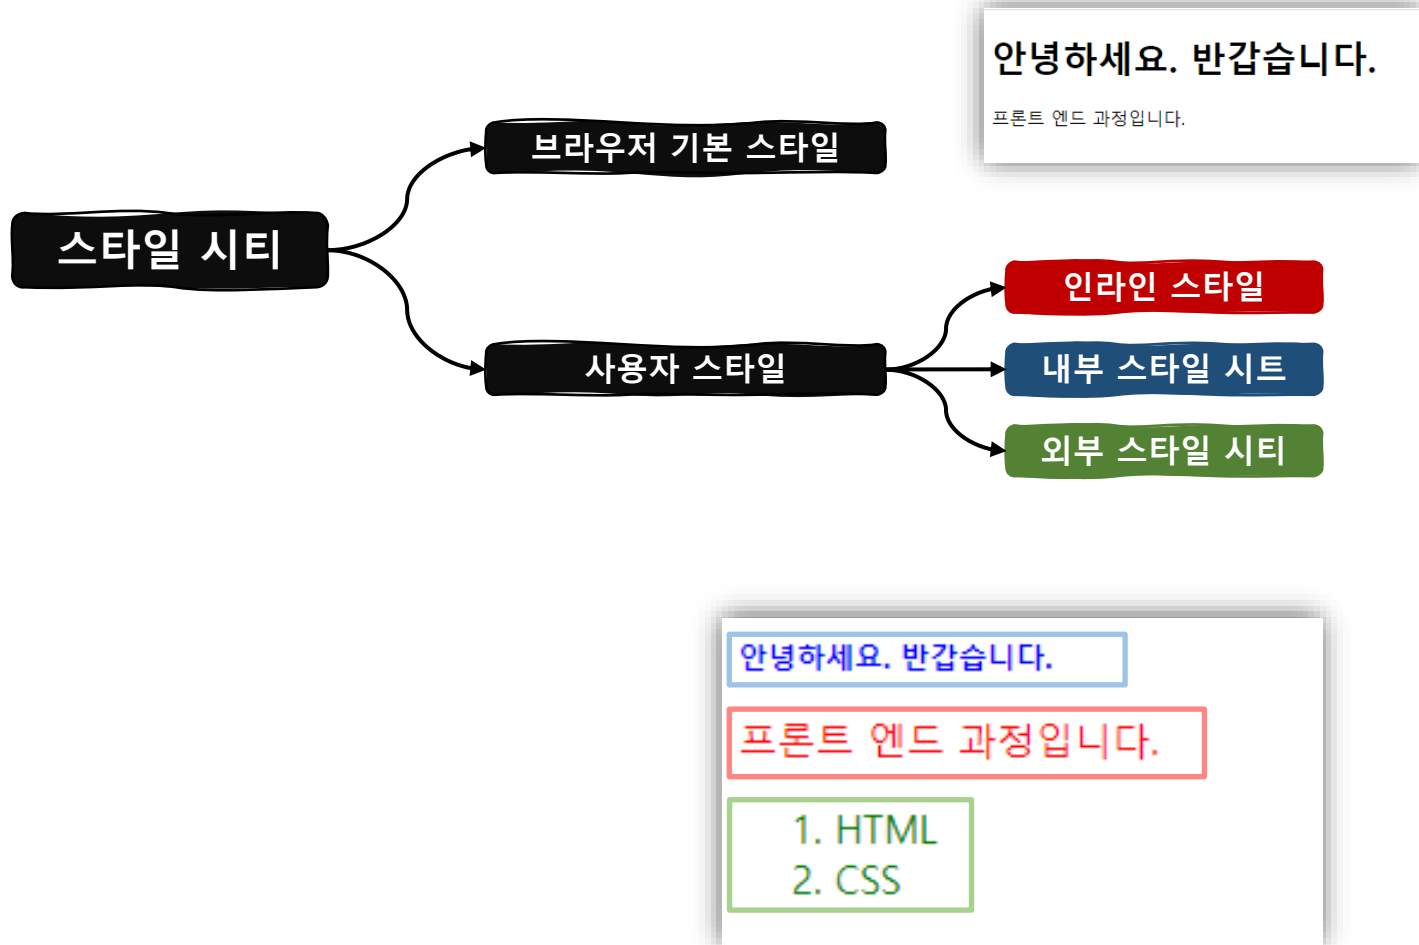 안녕하세요. 반갑습니다.
프론트 엔드 과정입니다.
브라우저 기본 스타일
스타일 시티
사용자 스타일
인라인 스타일
내부 스타일 시트
외부 스타일 시티
안녕하세요. 반갑습니다.
프론트 엔드 과정입니다.
1. HTML
2. CSS